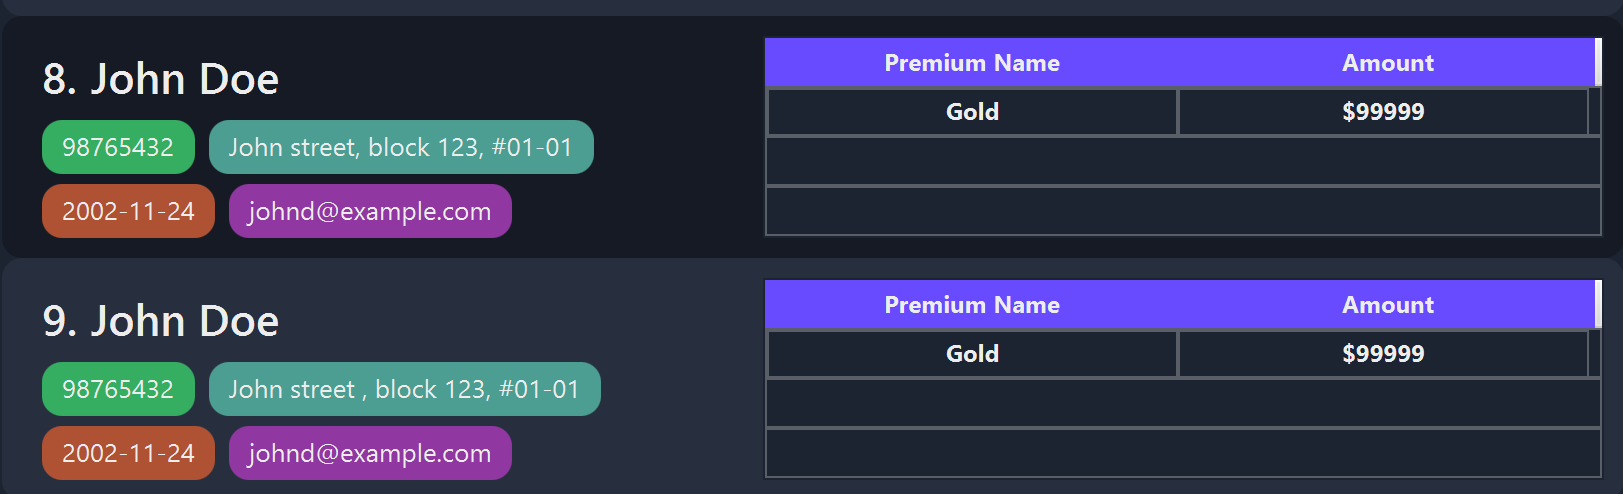 8. John Doe
98765432 John street, block 123, #01-01
2002-11-24 johnd@example.com
Premium Name Amount
Gold $99999
9. John Doe
98765432 John street , block 123, #01-01
2002-11-24 johnd@example.com
Premium Name Amount
Gold $99999